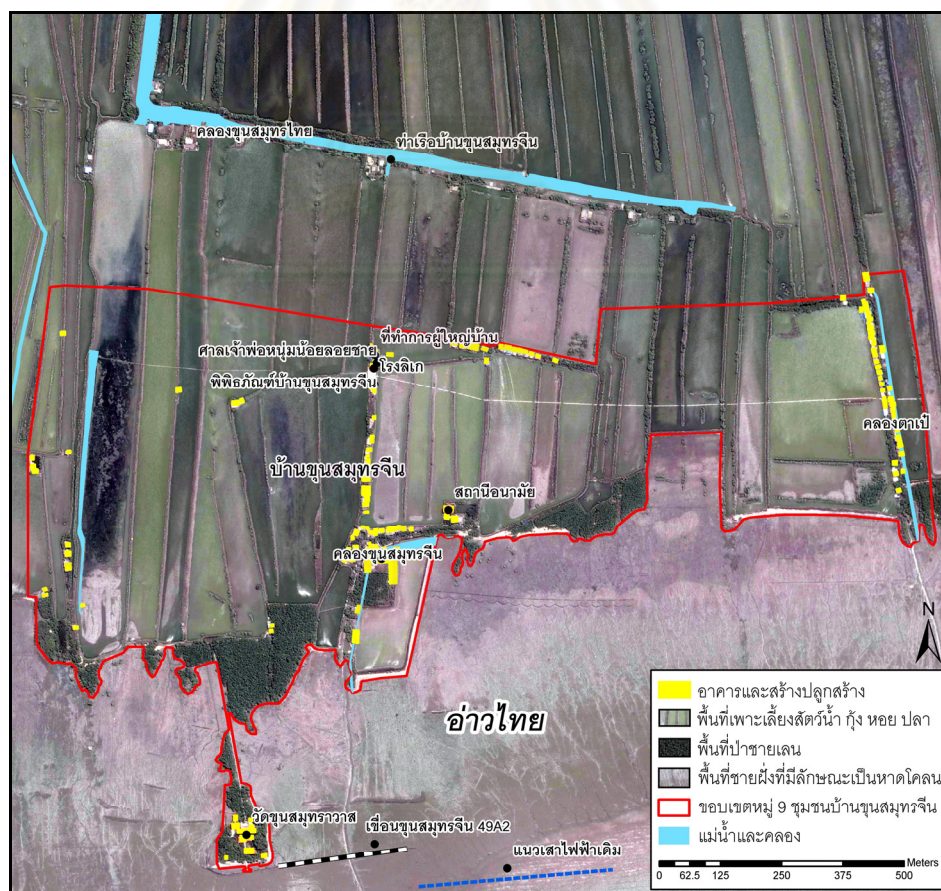 คลองขุนสมุทรไทย
ท่าเรือบ้านขุนสมุทรจีน
ที่ทำการผู้ใหญ่บ้าน
ศาลเจ้าพ่อหนุ่มน้อยลอยชาย
โรงลิเก
พิพิธภัณฑ์บ้านขุนสมุทรจีน
คลองตาเป๋
บ้านขุนสมุทรจีน
สถานีอนามัย
คลองขุนสมุทรจีน
N
อ่าวไทย
วัดขุนสมุทราวาส
เขื่อนขุนสมุทรจีน 49A2
แนวเสาไฟฟ้าเดิม
อาคารและสร้างปลูกสร้าง
พื้นที่เพาะเลี้ยงสัตว์น้ำ กุ้ง หอย ปลา
พื้นที่ป่าชายเลน
พื้นที่ชายฝั่งที่มีลักษณะเป็นหาดโคลน
ขอบเขตหมู่ 9 ชุมชนบ้านขุนสมุทรจีน
แม่น้ำและคลอง
Meters
0 62.5 125 250 375 500